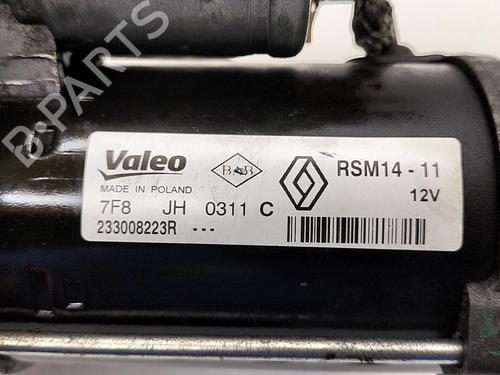 B-PARTS
Valeo
B B
RSM14 - 11
MADE IN POLAND
12V
7F8 JH 0311 C
233008223R ---